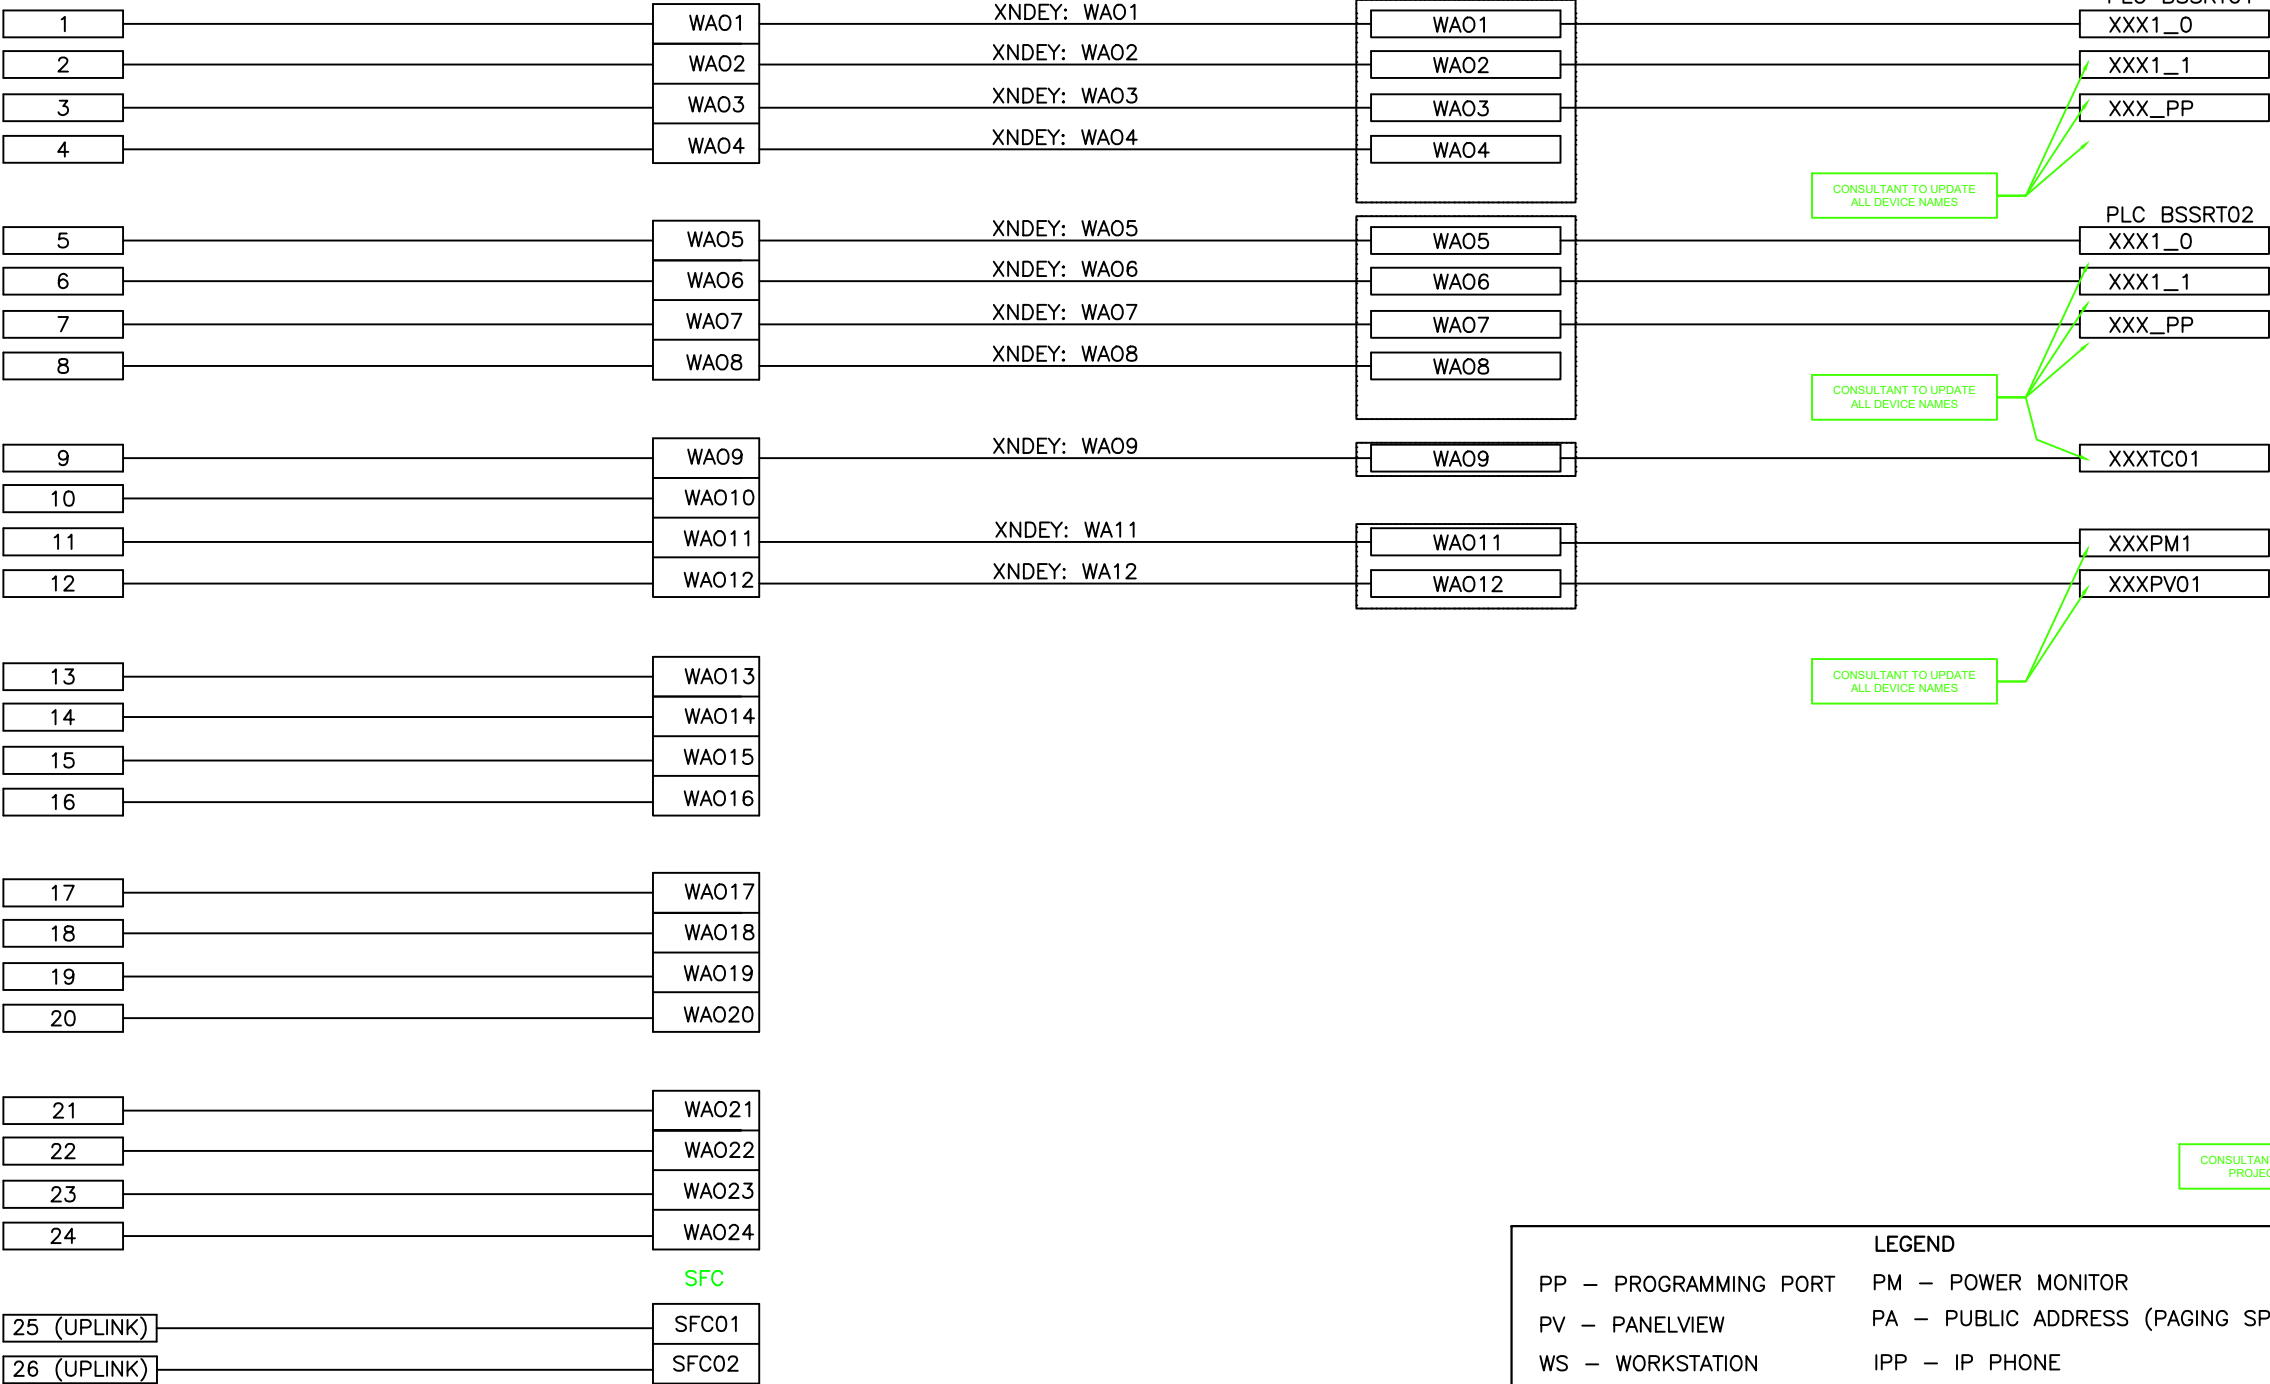 PLC BSSRT01
1 WAO1 XNDEY: WAO1 WAO1 XXX1_0
2 WAO2 XNDEY: WAO2 WAO2 XXX1_1
3 WAO3 XNDEY: WAO3 WAO3 XXX_PP
4 WAO4 XNDEY: WAO4 WAO4
CONSULTANT TO UPDATE
ALL DEVICE NAMES
PLC BSSRT02
5 WAO5 XNDEY: WAO5 WAO5 XXX1_0
6 WAO6 XNDEY: WAO6 WAO6 XXX1_1
7 WAO7 XNDEY: WAO7 WAO7 XXX_PP
8 WAO8 XNDEY: WAO8 WAO8
CONSULTANT TO UPDATE
ALL DEVICE NAMES
9 WAO9 XNDEY: WAO9 WAO9 XXXTC01
10 WAO10
11 WAO11 XNDEY: WA11 WAO11 XXXPM1
12 WAO12 XNDEY: WA12 WAO12 XXXPV01
13 WAO13
CONSULTANT TO UPDATE
ALL DEVICE NAMES
14 WAO14
15 WAO15
16 WAO16
17 WAO17
18 WAO18
19 WAO19
20 WAO20
21 WAO21
22 WAO22
23 WAO23
24 WAO24
SFC
25 (UPLINK) SFC01
26 (UPLINK) SFC02
LEGEND
PP – PROGRAMMING PORT PM – POWER MONITOR
PV – PANELVIEW PA – PUBLIC ADDRESS (PAGING
WS – WORKSTATION IPP – IP PHONE